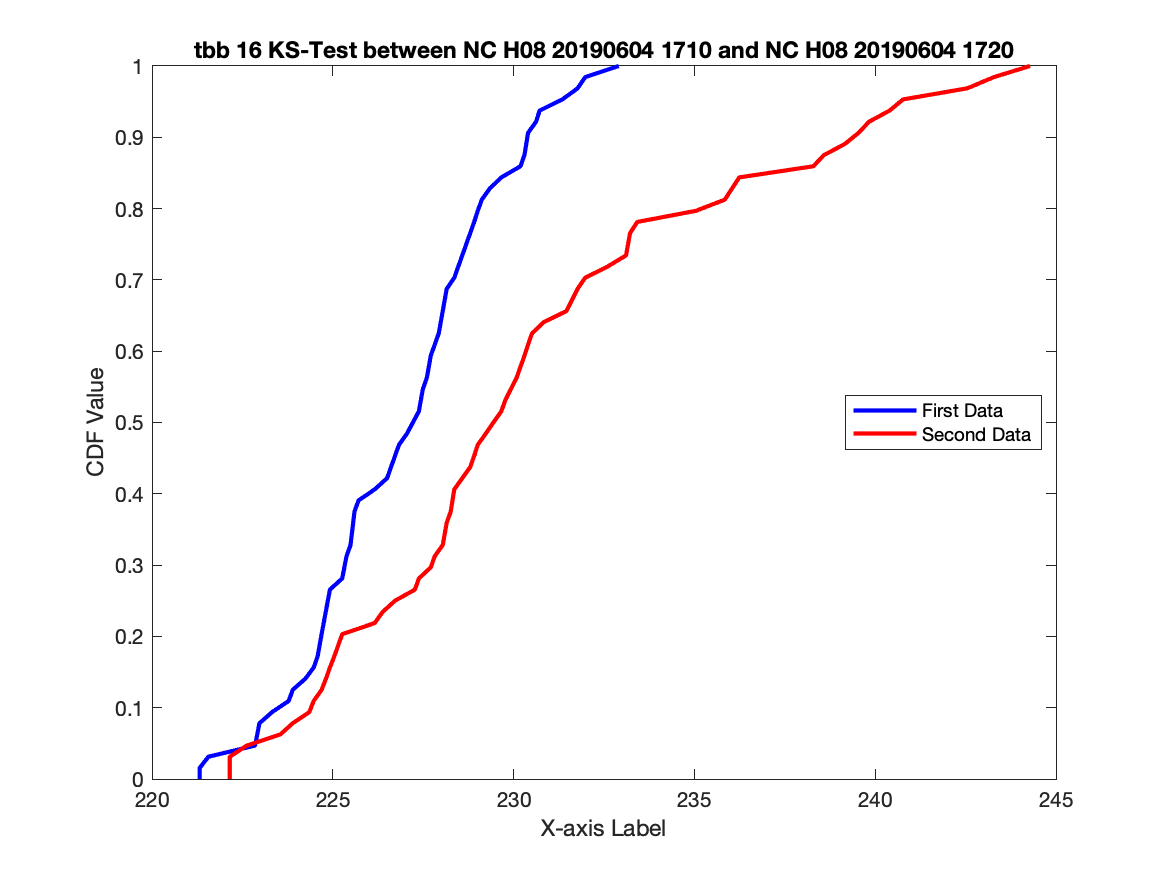 tbb 16 KS-Test between NC H08 20190604 1710 and NC H08 20190604 1720
1
0.9
0.8
0.7
0.6
0.5
0.4
0.3
0.2
0.1
0
CDF Value
First Data
Second Data
220 225 230 235 240 245
X-axis Label